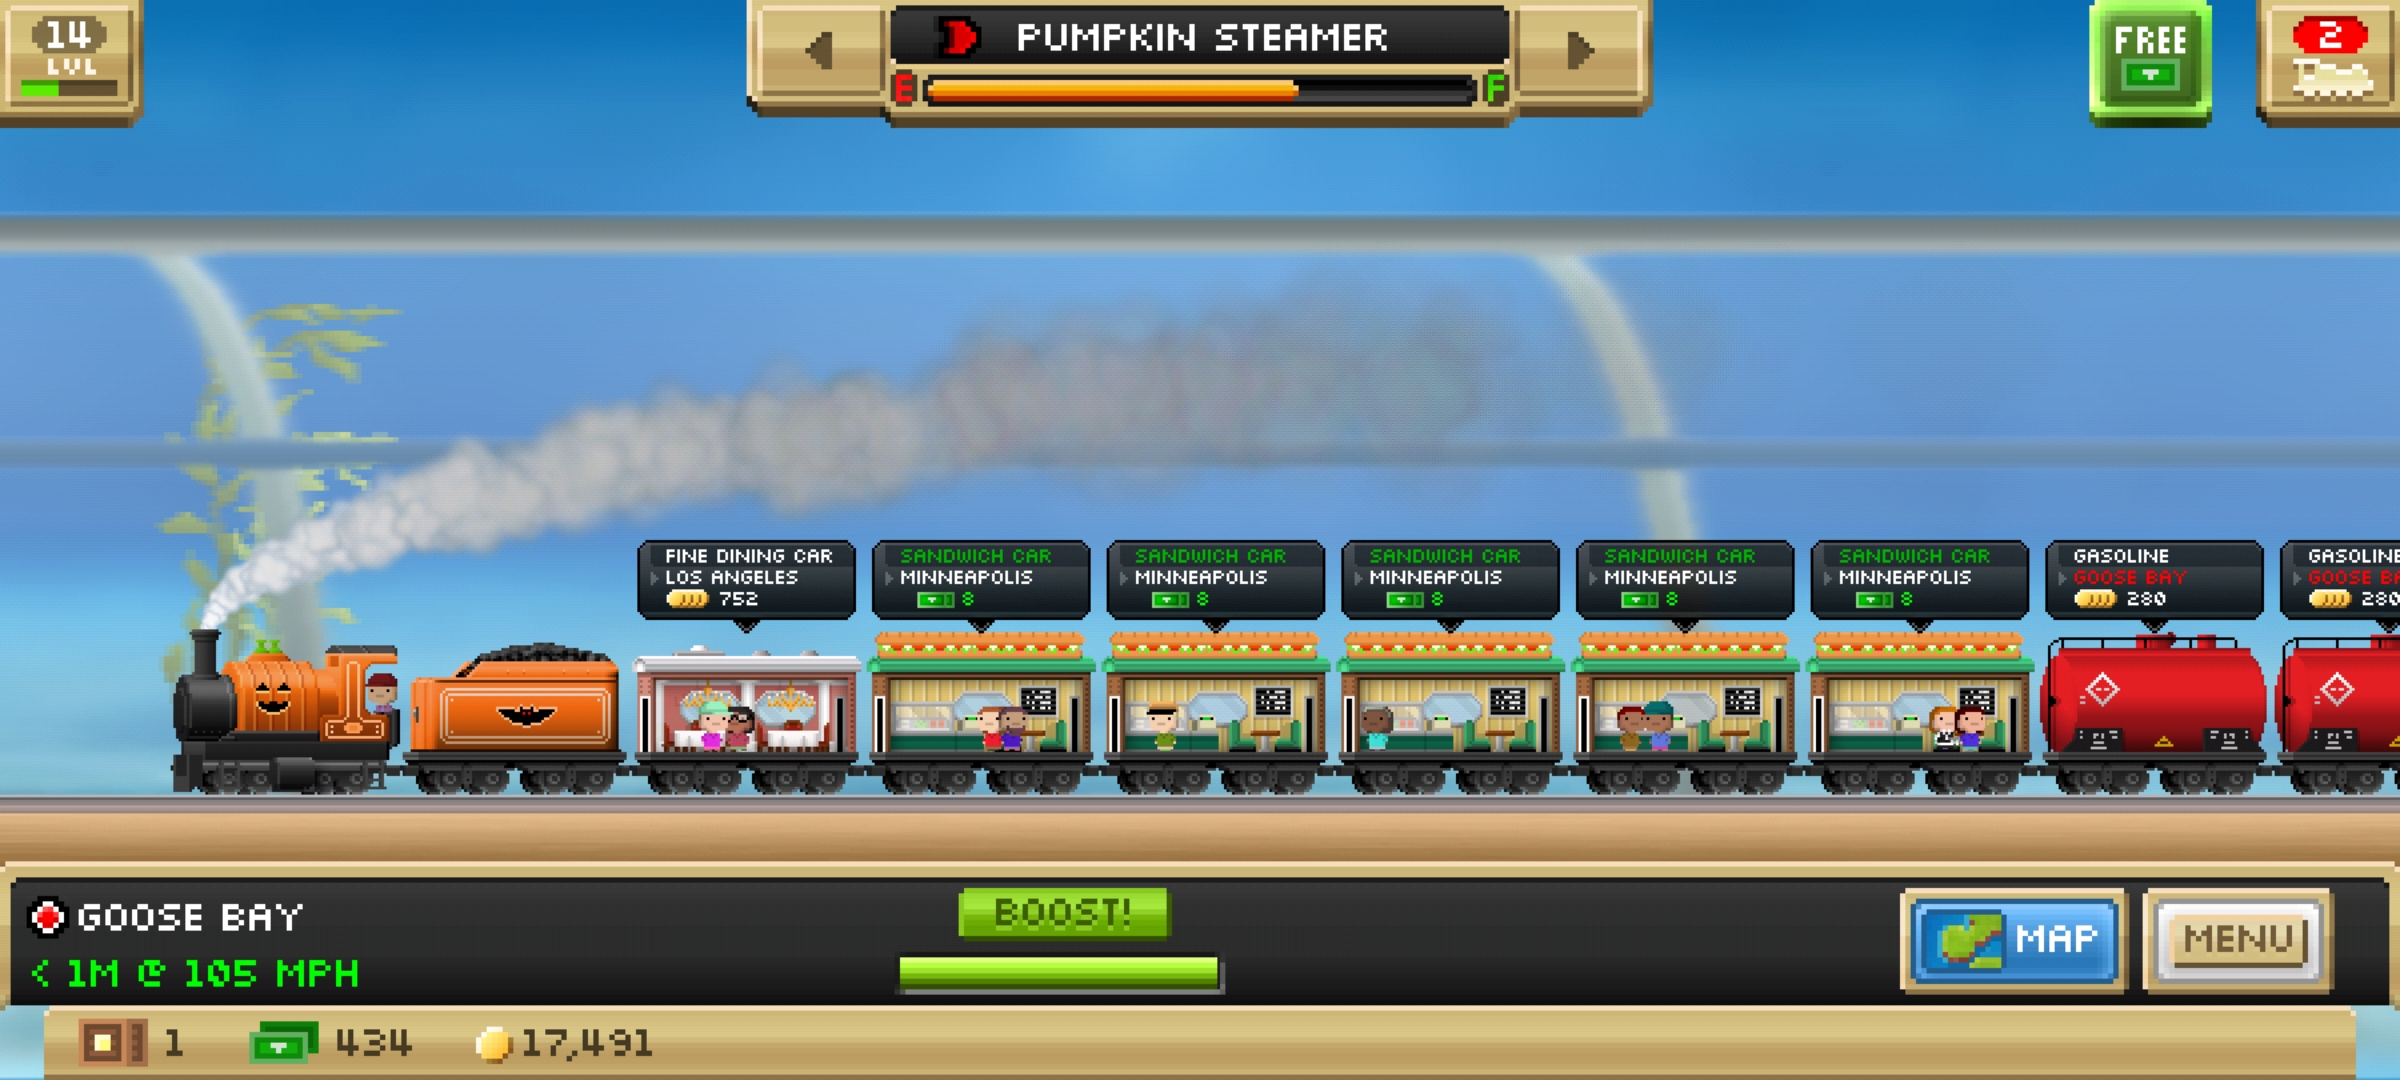 14
LVL
PUMPKIN STEAMER
E
F
FREE
2
FINE DINING CAR
LOS ANGELES
752
SANDWICH CAR
MINNEAPOLIS
8
SANDWICH CAR
MINNEAPOLIS
8
SANDWICH CAR
MINNEAPOLIS
8
SANDWICH CAR
MINNEAPOLIS
8
SANDWICH CAR
MINNEAPOLIS
8
GASOLINE
GOOSE BAY
280
GASOLINE
GOOSE BA
280
GOOSE BAY
< 1M @ 105 MPH
BOOST!
MAP
MENU
1
434
17,491